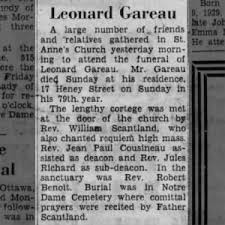 Leonard Gareau
A large number of friends
and relatives gathered in St.
Anne's Church yesterday morning
to attend the funeral of
Leonard Gareau. Mr. Gareau
died Sunday at his residence,
17 Heney Street on Sunday in
his 79th year.
The lengthy cortege was met
at the door of the church by
Rev. William Scantland, who
also chanted requiem high mass.
Rev. Jean Paul Cousineau as-
sisted as deacon and Rev. Jules
Richard as sub-deacon. In the
sanctuary was Rev. Robert
Benoit. Burial was in Notre
Dame Cemetery where comittal
prayers were recited by Father
Scantland.